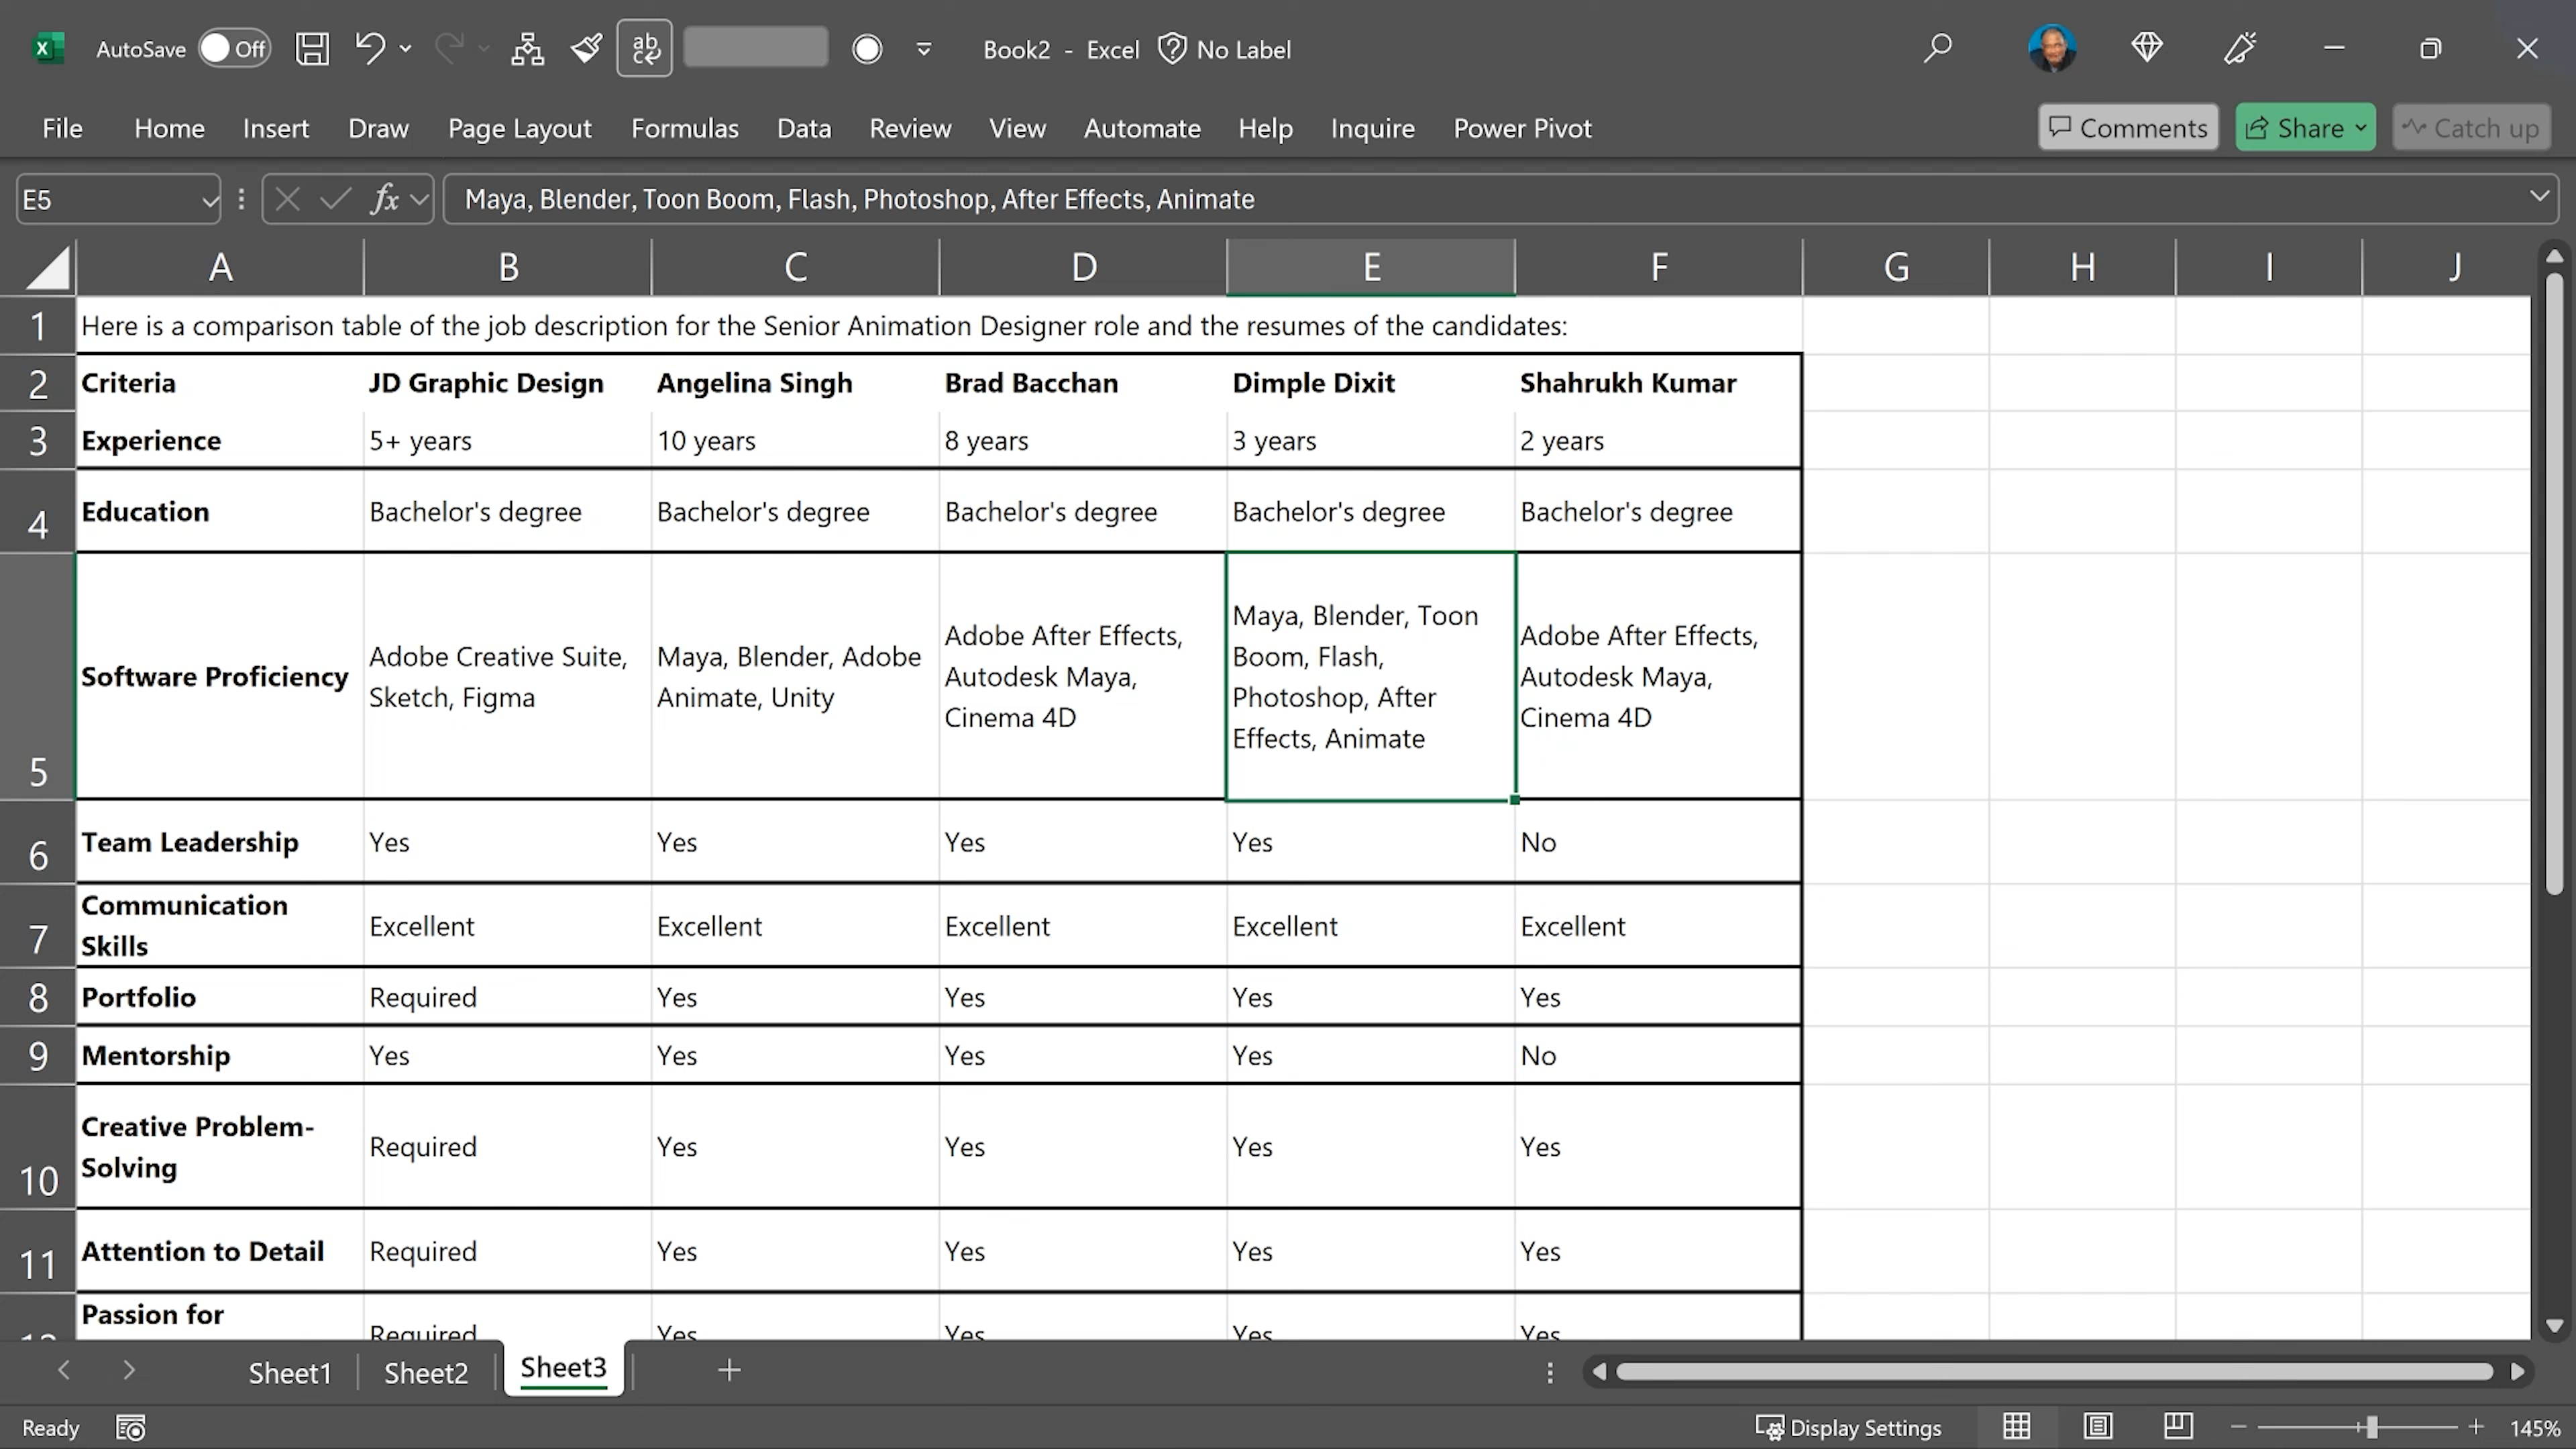 AutoSave Off Book2 - Excel No Label
File Home Insert Draw Page Layout Formulas Data Review View Automate Help Inquire Power Pivot Comments Share Catch up
E5 fx Maya, Blender, Toon Boom, Flash, Photoshop, After Effects, Animate
A B C D E F G H I J
1 Here is a comparison table of the job description for the Senior Animation Designer role and the resumes of the candidates:
2 Criteria JD Graphic Design Angelina Singh Brad Bacchan Dimple Dixit Shahrukh Kumar
3 Experience 5+ years 10 years 8 years 3 years 2 years
4 Education Bachelor's degree Bachelor's degree Bachelor's degree Bachelor's degree Bachelor's degree
5 Software Proficiency
Adobe Creative Suite,
Sketch, Figma
Maya, Blender, Adobe
Animate, Unity
Adobe After Effects,
Autodesk Maya,
Cinema 4D
Maya, Blender, Toon
Boom, Flash,
Photoshop, After
Effects, Animate
Adobe After Effects,
Autodesk Maya,
Cinema 4D
6 Team Leadership Yes Yes Yes Yes No
7 Communication
Skills
Excellent Excellent Excellent Excellent Excellent
8 Portfolio Required Yes Yes Yes Yes
9 Mentorship Yes Yes Yes Yes No
10 Creative Problem-
Solving
Required Yes Yes Yes Yes
11 Attention to Detail Required Yes Yes Yes Yes
12 Passion for
Required Yes Yes Yes Yes
Sheet1 Sheet2 Sheet3
Ready Display Settings 145%